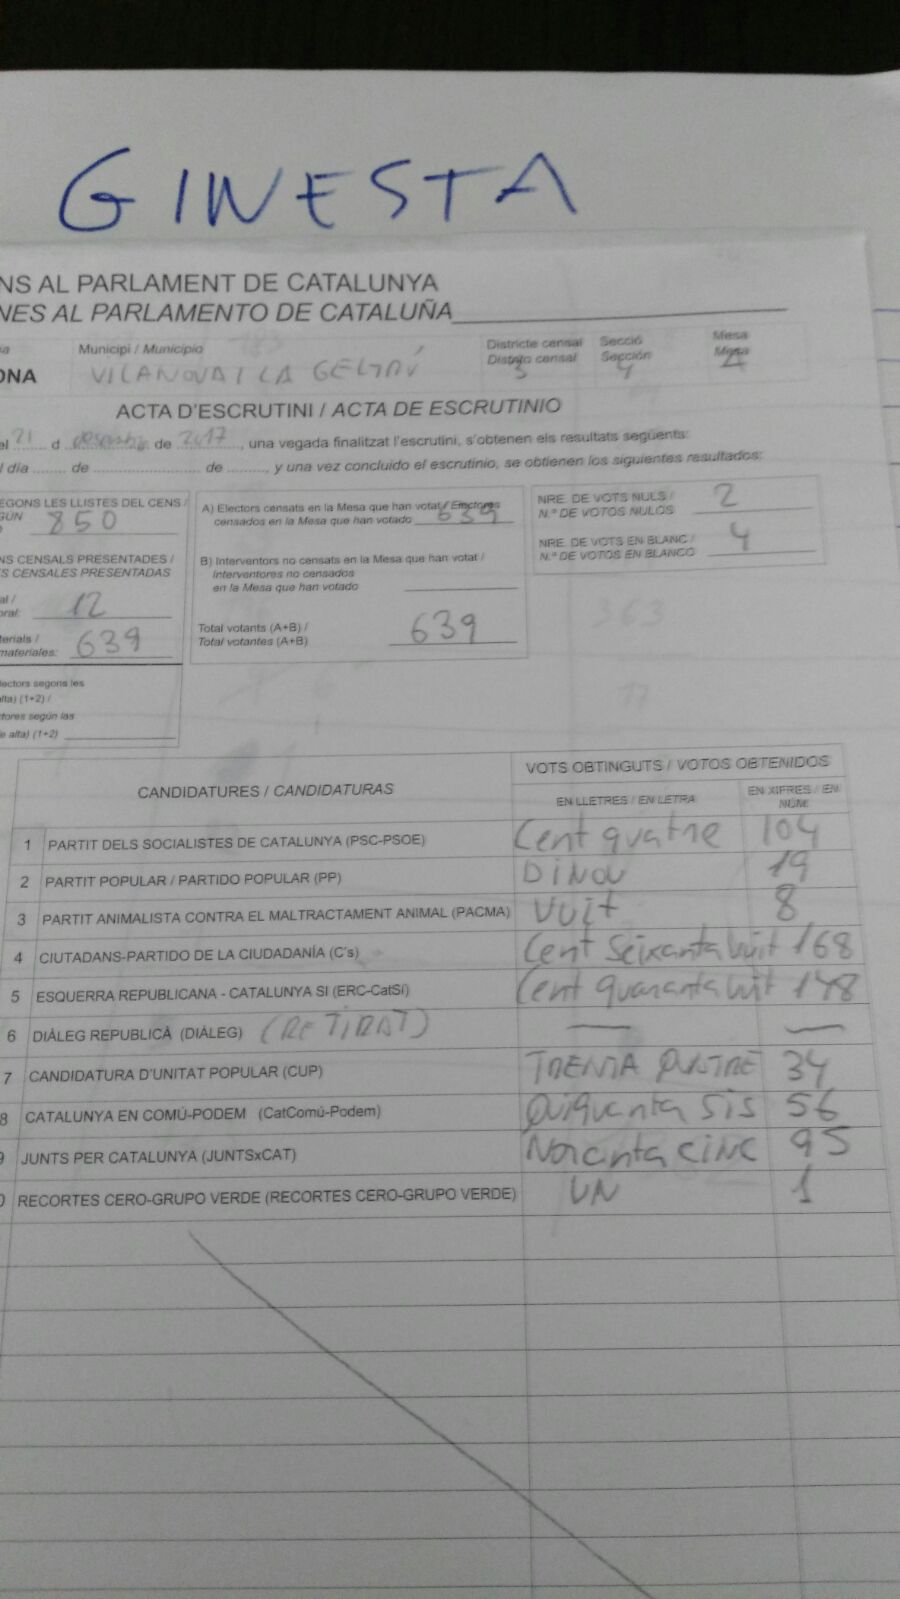 GINESTA
NS AL PARLAMENT DE CATALUNYA
NES AL PARLAMENTO DE CATALUÑA
Municipi / Municipio
Districte censal
Distrito censal
3
Secció
Sección
4
Mesa
Mesa
ONA
VILANOVA I LA GELTRÚ
ACTA D'ESCRUTINI / ACTA DE ESCRUTINIO
el 21 d desembre de 2017, una vegada finalitzat l'escrutini, s'obtenen els resultats següents:
l día ........ de .............................. de .........., y una vez concluido el escrutinio, se obtienen los siguientes resultados:
EGONS LES LLISTES DEL CENS /
GÚN
850
NS CENSALS PRESENTADES /
S CENSALES PRESENTADAS
al /
oral: 12
terials /
materiales: 639
lectors segons les
alta) (1+2) /
tores según las
e alta) (1+2)
A) Electors censats en la Mesa que han votat / Electores
censados en la Mesa que han votado 639
B) Interventors no censats en la Mesa que han votat /
Interventores no censados
en la Mesa que han votado
Total votants (A+B) /
Total votantes (A+B) 639
NRE. DE VOTS NULS /
N.º DE VOTOS NULOS 2
NRE. DE VOTS EN BLANC /
N.º DE VOTOS EN BLANCO 4
363
77
CANDIDATURES / CANDIDATURAS
VOTS OBTINGUTS / VOTOS OBTENIDOS
EN LLETRES / EN LETRA
EN XIFRES / EN NÚM.
1 PARTIT DELS SOCIALISTES DE CATALUNYA (PSC-PSOE) Cent quatre 104
2 PARTIT POPULAR / PARTIDO POPULAR (PP) DiNou 19
3 PARTIT ANIMALISTA CONTRA EL MALTRACTAMENT ANIMAL (PACMA) Vuit 8
4 CIUTADANS-PARTIDO DE LA CIUDADANÍA (C's) Cent Seixanta vuit 168
5 ESQUERRA REPUBLICANA - CATALUNYA SI (ERC-CatSí) Cent quaranta vuit 148
6 DIÀLEG REPUBLICÀ (DIÀLEG) (RETIRAT) — —
7 CANDIDATURA D'UNITAT POPULAR (CUP) TRENTA QUATRE 34
8 CATALUNYA EN COMÚ-PODEM (CatComú-Podem) Quiquanta sis 56
9 JUNTS PER CATALUNYA (JUNTSxCAT) Noranta cinc 95
0 RECORTES CERO-GRUPO VERDE (RECORTES CERO-GRUPO VERDE) UN 1